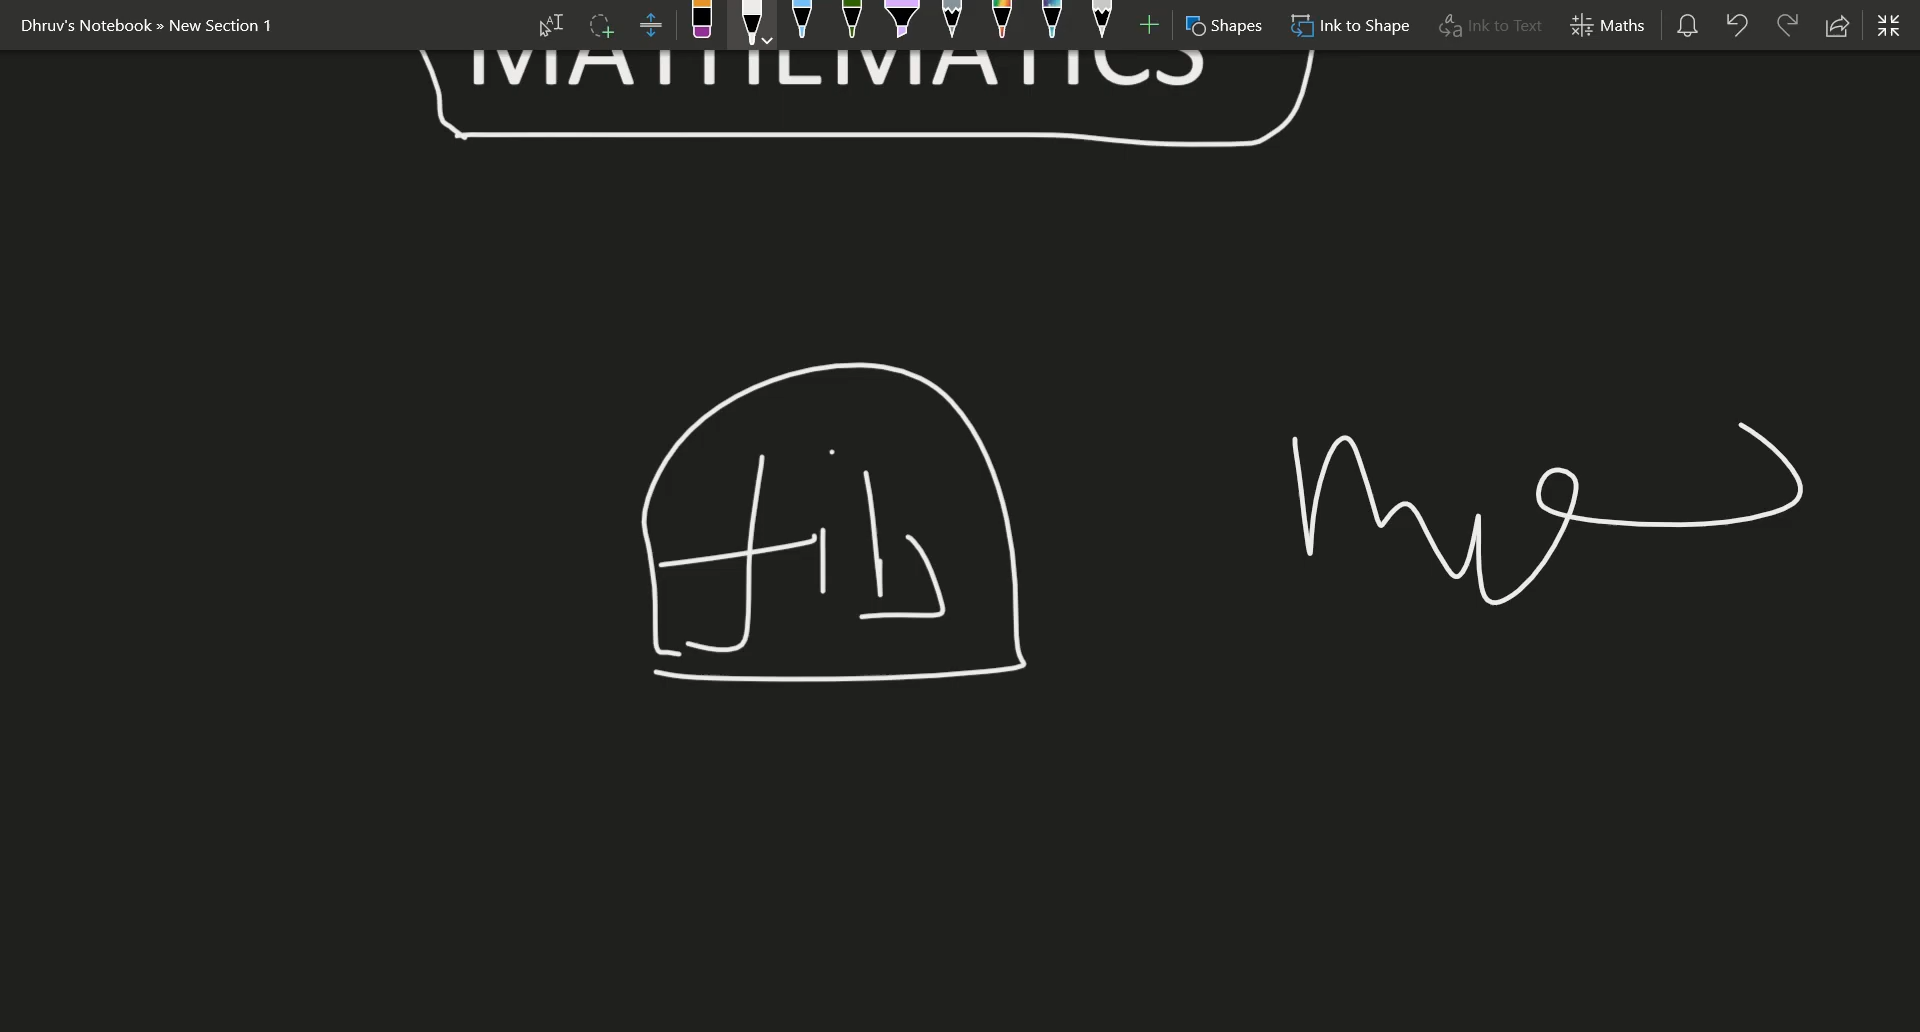 Dhruv's Notebook » New Section 1
Shapes
Ink to Shape
Ink to Text
Maths
MATHEMATICS